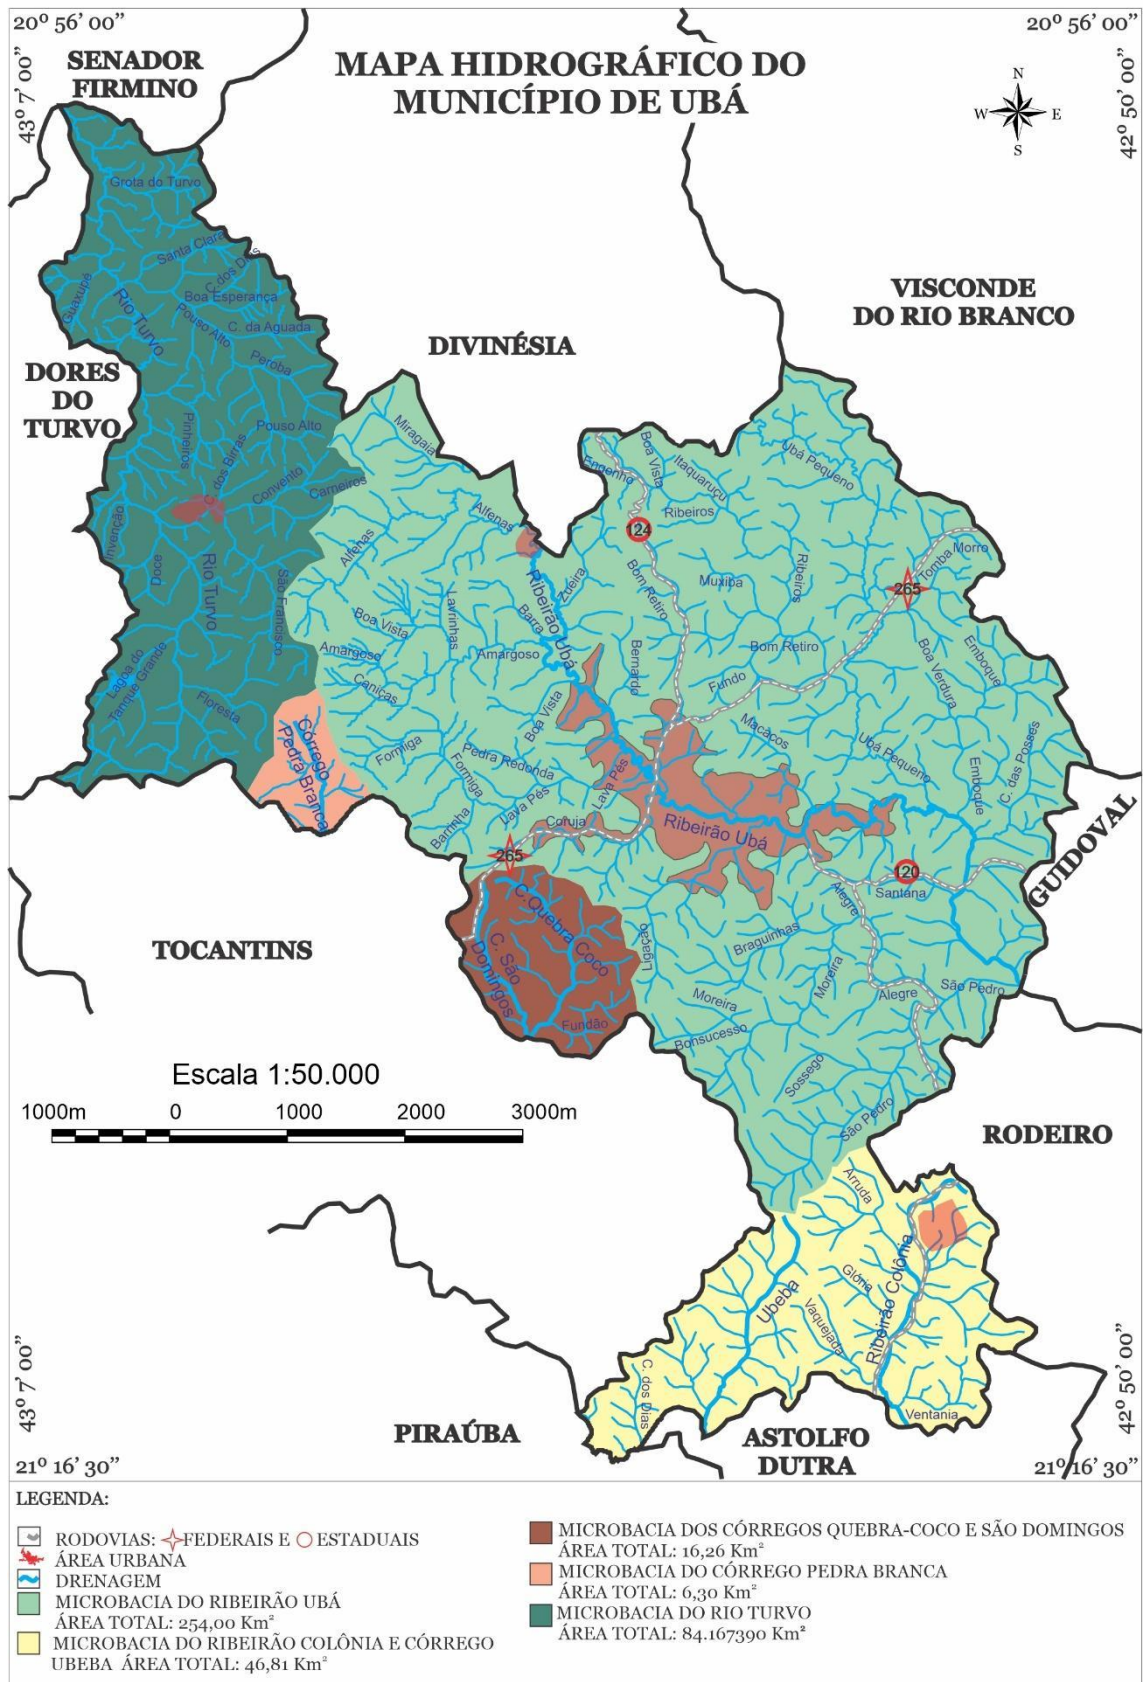 20º 56' 00"
20º 56' 00"
43º 7' 00"
42º 50' 00"
MAPA HIDROGRÁFICO DO
MUNICÍPIO DE UBÁ
N
W
E
S
SENADOR
FIRMINO
VISCONDE
DO RIO BRANCO
DIVINÉSIA
DORES
DO
TURVO
Grota do Turvo
Santa Clara
C. dos Dias
Guaxupé
Boa Esperança
Rio Turvo
Pouso Alto
C. da Aguada
Peroba
Pinheiros
Pouso Alto
C. dos Birras
Convento
Carneiros
Invenção
Doce
Rio Turvo
São Francisco
Lagoa do
Tanque Grande
Floresta
Córrego
Pedra Branca
Miragaia
Alfenas
Alfenas
Engenho
Boa Vista
Itaquaruçu
Ubá Pequeno
Ribeiros
124
Bom Retiro
Muxiba
Ribeiros
Tomba Morro
265
Zueira
Ribeirão Ubá
Barra
Lavrinhas
Boa Vista
Amargoso
Amargoso
Caniças
Bernardo
Bom Retiro
Fundo
Boa Verdura
Emboque
Boa Vista
Macacos
Formiga
Pedra Redonda
Formiga
Ubá Pequeno
Emboque
C. das Posses
Lava Pés
Lava Pés
Barrinha
Coruja
Ribeirão Ubá
265
120
Santana
GUIDOVAL
Alegre
C. Quebra Coco
C. São
Domingos
Fundão
Ligação
Braguinhas
Moreira
Moreira
Alegre
São Pedro
Bonsucesso
Sossego
São Pedro
TOCANTINS
Escala 1:50.000
1000m 0 1000 2000 3000m
RODEIRO
Arruda
Ribeirão Colônia
Glória
Ubeba
Vaquejada
C. dos Dias
Ventania
PIRAÚBA
ASTOLFO
DUTRA
43º 7' 00"
42º 50' 00"
21º 16' 30"
21º 16' 30"
LEGENDA:
RODOVIAS: FEDERAIS E ESTADUAIS
ÁREA URBANA
DRENAGEM
MICROBACIA DO RIBEIRÃO UBÁ
ÁREA TOTAL: 254,00 Km²
MICROBACIA DO RIBEIRÃO COLÔNIA E CÓRREGO
UBEBA ÁREA TOTAL: 46,81 Km²
MICROBACIA DOS CÓRREGOS QUEBRA-COCO E SÃO DOMINGOS
ÁREA TOTAL: 16,26 Km²
MICROBACIA DO CÓRREGO PEDRA BRANCA
ÁREA TOTAL: 6,30 Km²
MICROBACIA DO RIO TURVO
ÁREA TOTAL: 84.167390 Km²